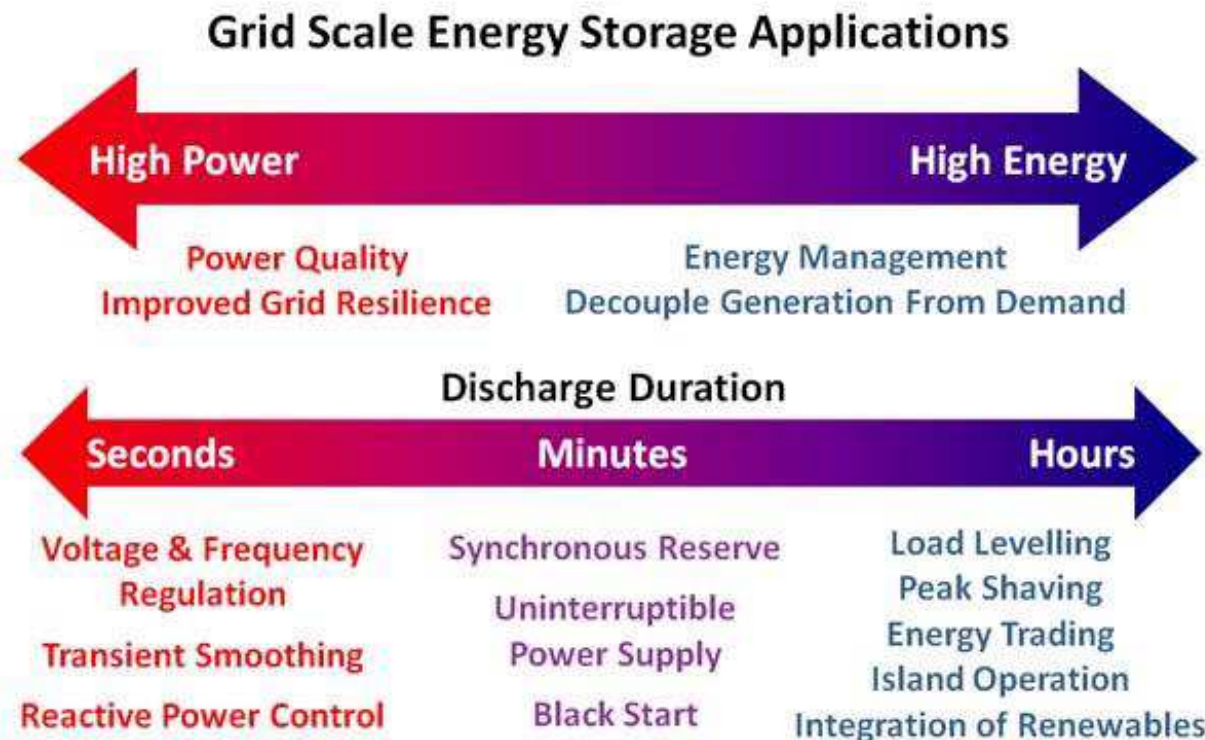 Grid Scale Energy Storage Applications
High Power
High Energy
Power Quality
Improved Grid Resilience
Energy Management
Decouple Generation From Demand
Discharge Duration
Seconds
Minutes
Hours
Voltage & Frequency
Regulation
Transient Smoothing
Reactive Power Control
Synchronous Reserve
Uninterruptible
Power Supply
Black Start
Load Levelling
Peak Shaving
Energy Trading
Island Operation
Integration of Renewables